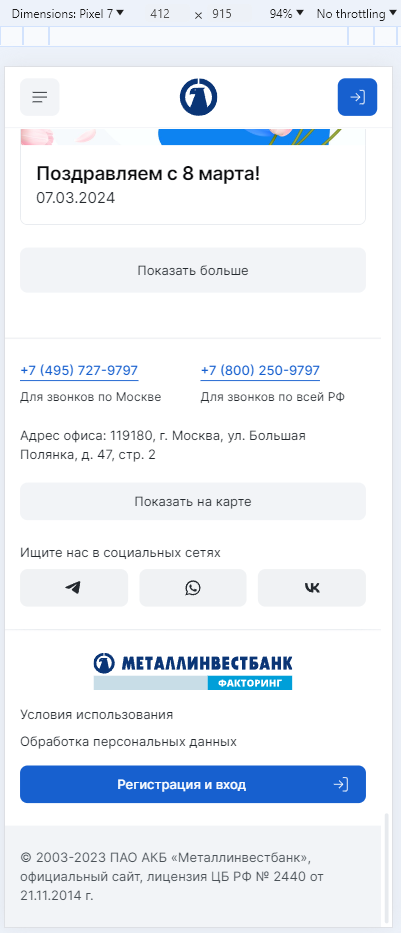 Dimensions: Pixel 7 412 x 915 94% No throttling
Поздравляем с 8 марта!
07.03.2024
Показать больше
+7 (495) 727-9797 +7 (800) 250-9797
Для звонков по Москве Для звонков по всей РФ
Адрес офиса: 119180, г. Москва, ул. Большая
Полянка, д. 47, стр. 2
Показать на карте
Ищите нас в социальных сетях
МЕТАЛЛИНВЕСТБАНК
ФАКТОРИНГ
Условия использования
Обработка персональных данных
Регистрация и вход
© 2003-2023 ПАО АКБ «Металлинвестбанк»,
официальный сайт, лицензия ЦБ РФ № 2440 от
21.11.2014 г.